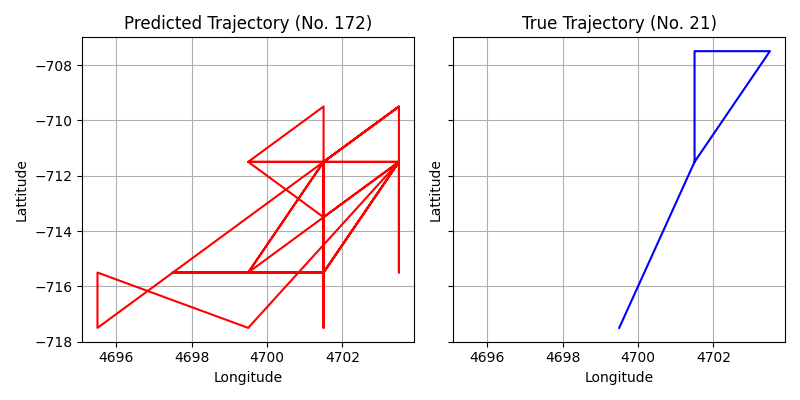 Predicted Trajectory (No. 172)
True Trajectory (No. 21)
−708
−710
−712
−714
−716
−718
Lattitude
Lattitude
4696 4698 4700 4702
4696 4698 4700 4702
Longitude
Longitude